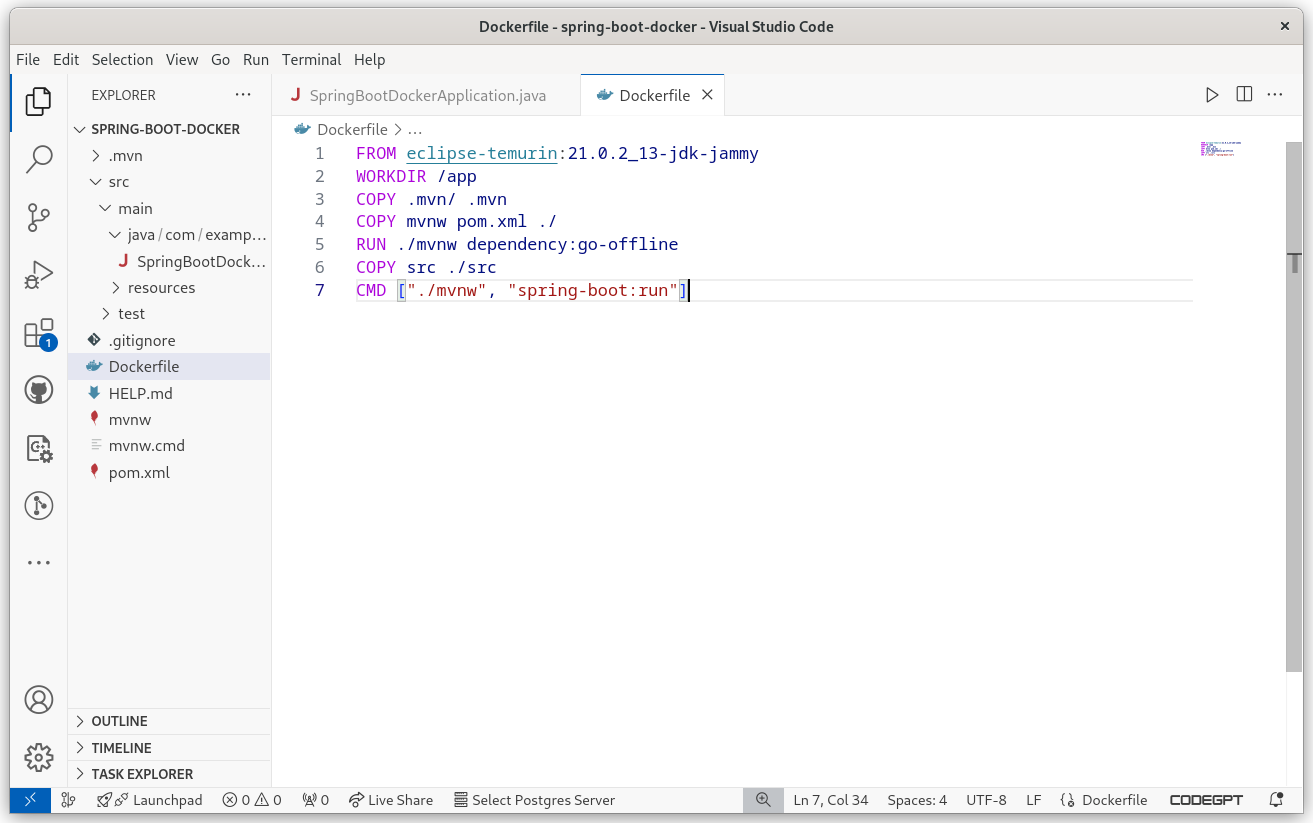 Dockerfile - spring-boot-docker - Visual Studio Code
File Edit Selection View Go Run Terminal Help
EXPLORER
SPRING-BOOT-DOCKER
.mvn
src
main
java / com / examp...
SpringBootDock...
resources
test
.gitignore
Dockerfile
HELP.md
mvnw
mvnw.cmd
pom.xml
OUTLINE
TIMELINE
TASK EXPLORER
1
SpringBootDockerApplication.java
Dockerfile
Dockerfile > ...
1 FROM eclipse-temurin:21.0.2_13-jdk-jammy
2 WORKDIR /app
3 COPY .mvn/ .mvn
4 COPY mvnw pom.xml ./
5 RUN ./mvnw dependency:go-offline
6 COPY src ./src
7 CMD ["./mvnw", "spring-boot:run"]
Launchpad 0 0 0 Live Share Select Postgres Server Ln 7, Col 34 Spaces: 4 UTF-8 LF Dockerfile CODEGPT